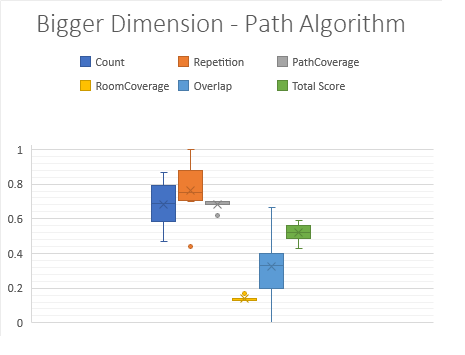 Bigger Dimension - Path Algorithm
Count Repetition PathCoverage
RoomCoverage Overlap Total Score
1
0.8
0.6
0.4
0.2
0